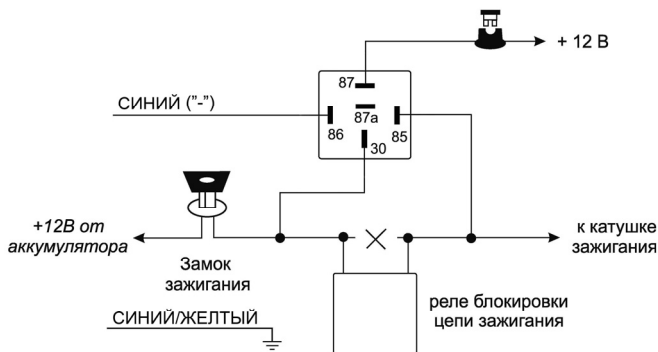 + 12 В
87
СИНИЙ ("-")
87a
86
85
30
+12В от
аккумулятора
Замок
зажигания
к катушке
зажигания
реле блокировки
цепи зажигания
СИНИЙ/ЖЕЛТЫЙ